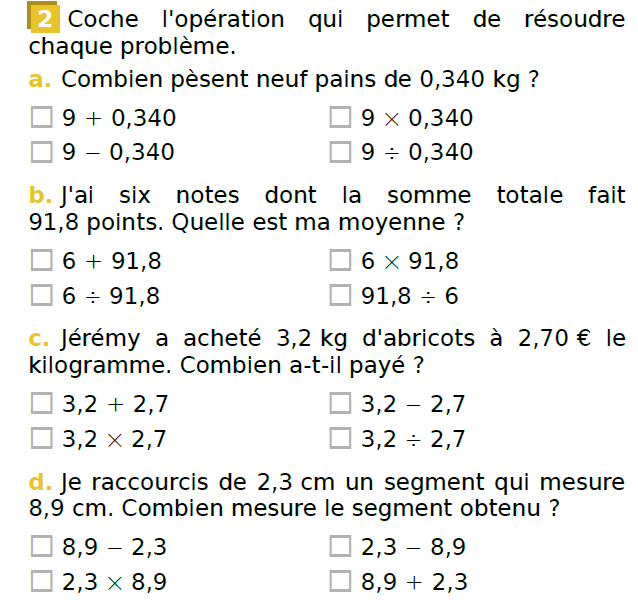 2 Coche l'opération qui permet de résoudre
chaque problème.
a. Combien pèsent neuf pains de 0,340 kg ?
☐ 9 + 0,340 ☐ 9 × 0,340
☐ 9 − 0,340 ☐ 9 ÷ 0,340
b. J'ai six notes dont la somme totale fait
91,8 points. Quelle est ma moyenne ?
☐ 6 + 91,8 ☐ 6 × 91,8
☐ 6 ÷ 91,8 ☐ 91,8 ÷ 6
c. Jérémy a acheté 3,2 kg d'abricots à 2,70 € le
kilogramme. Combien a-t-il payé ?
☐ 3,2 + 2,7 ☐ 3,2 − 2,7
☐ 3,2 × 2,7 ☐ 3,2 ÷ 2,7
d. Je raccourcis de 2,3 cm un segment qui mesure
8,9 cm. Combien mesure le segment obtenu ?
☐ 8,9 − 2,3 ☐ 2,3 − 8,9
☐ 2,3 × 8,9 ☐ 8,9 + 2,3